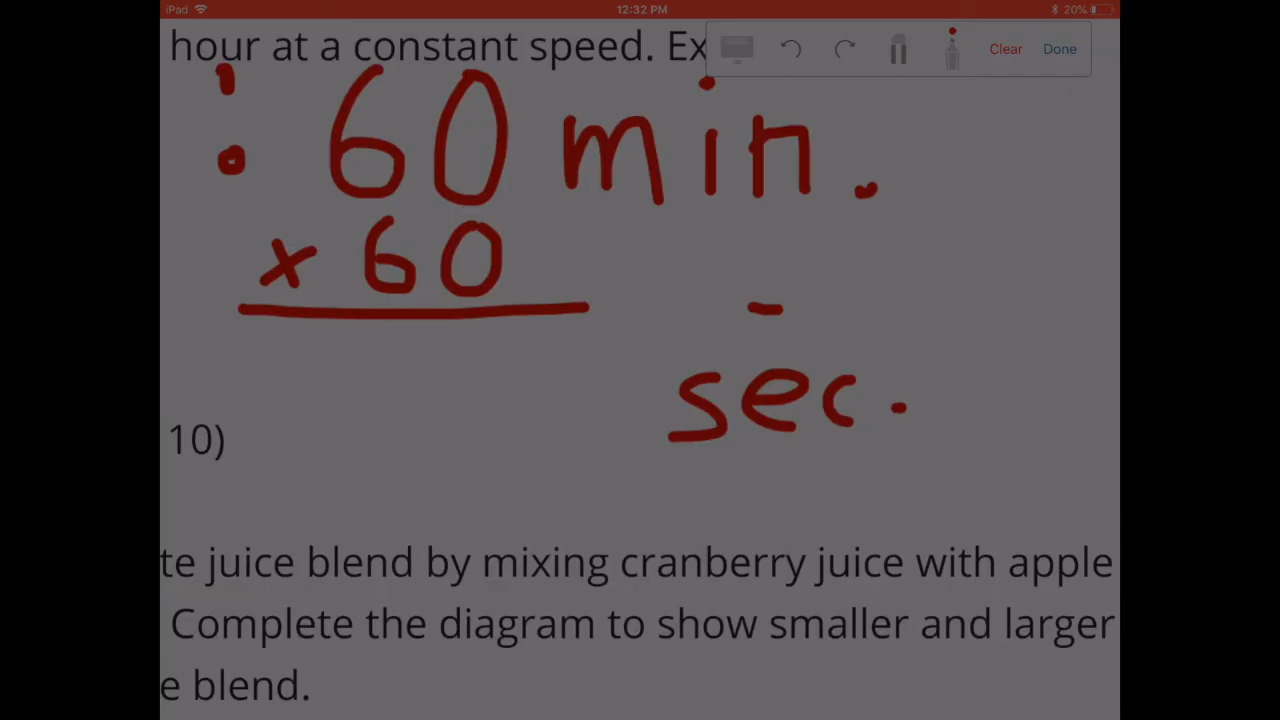 iPad 12:32 PM 20%
hour at a constant speed. Ex
Clear Done
: 60 min.
× 60
-
sec.
10)
te juice blend by mixing cranberry juice with apple
Complete the diagram to show smaller and larger
e blend.